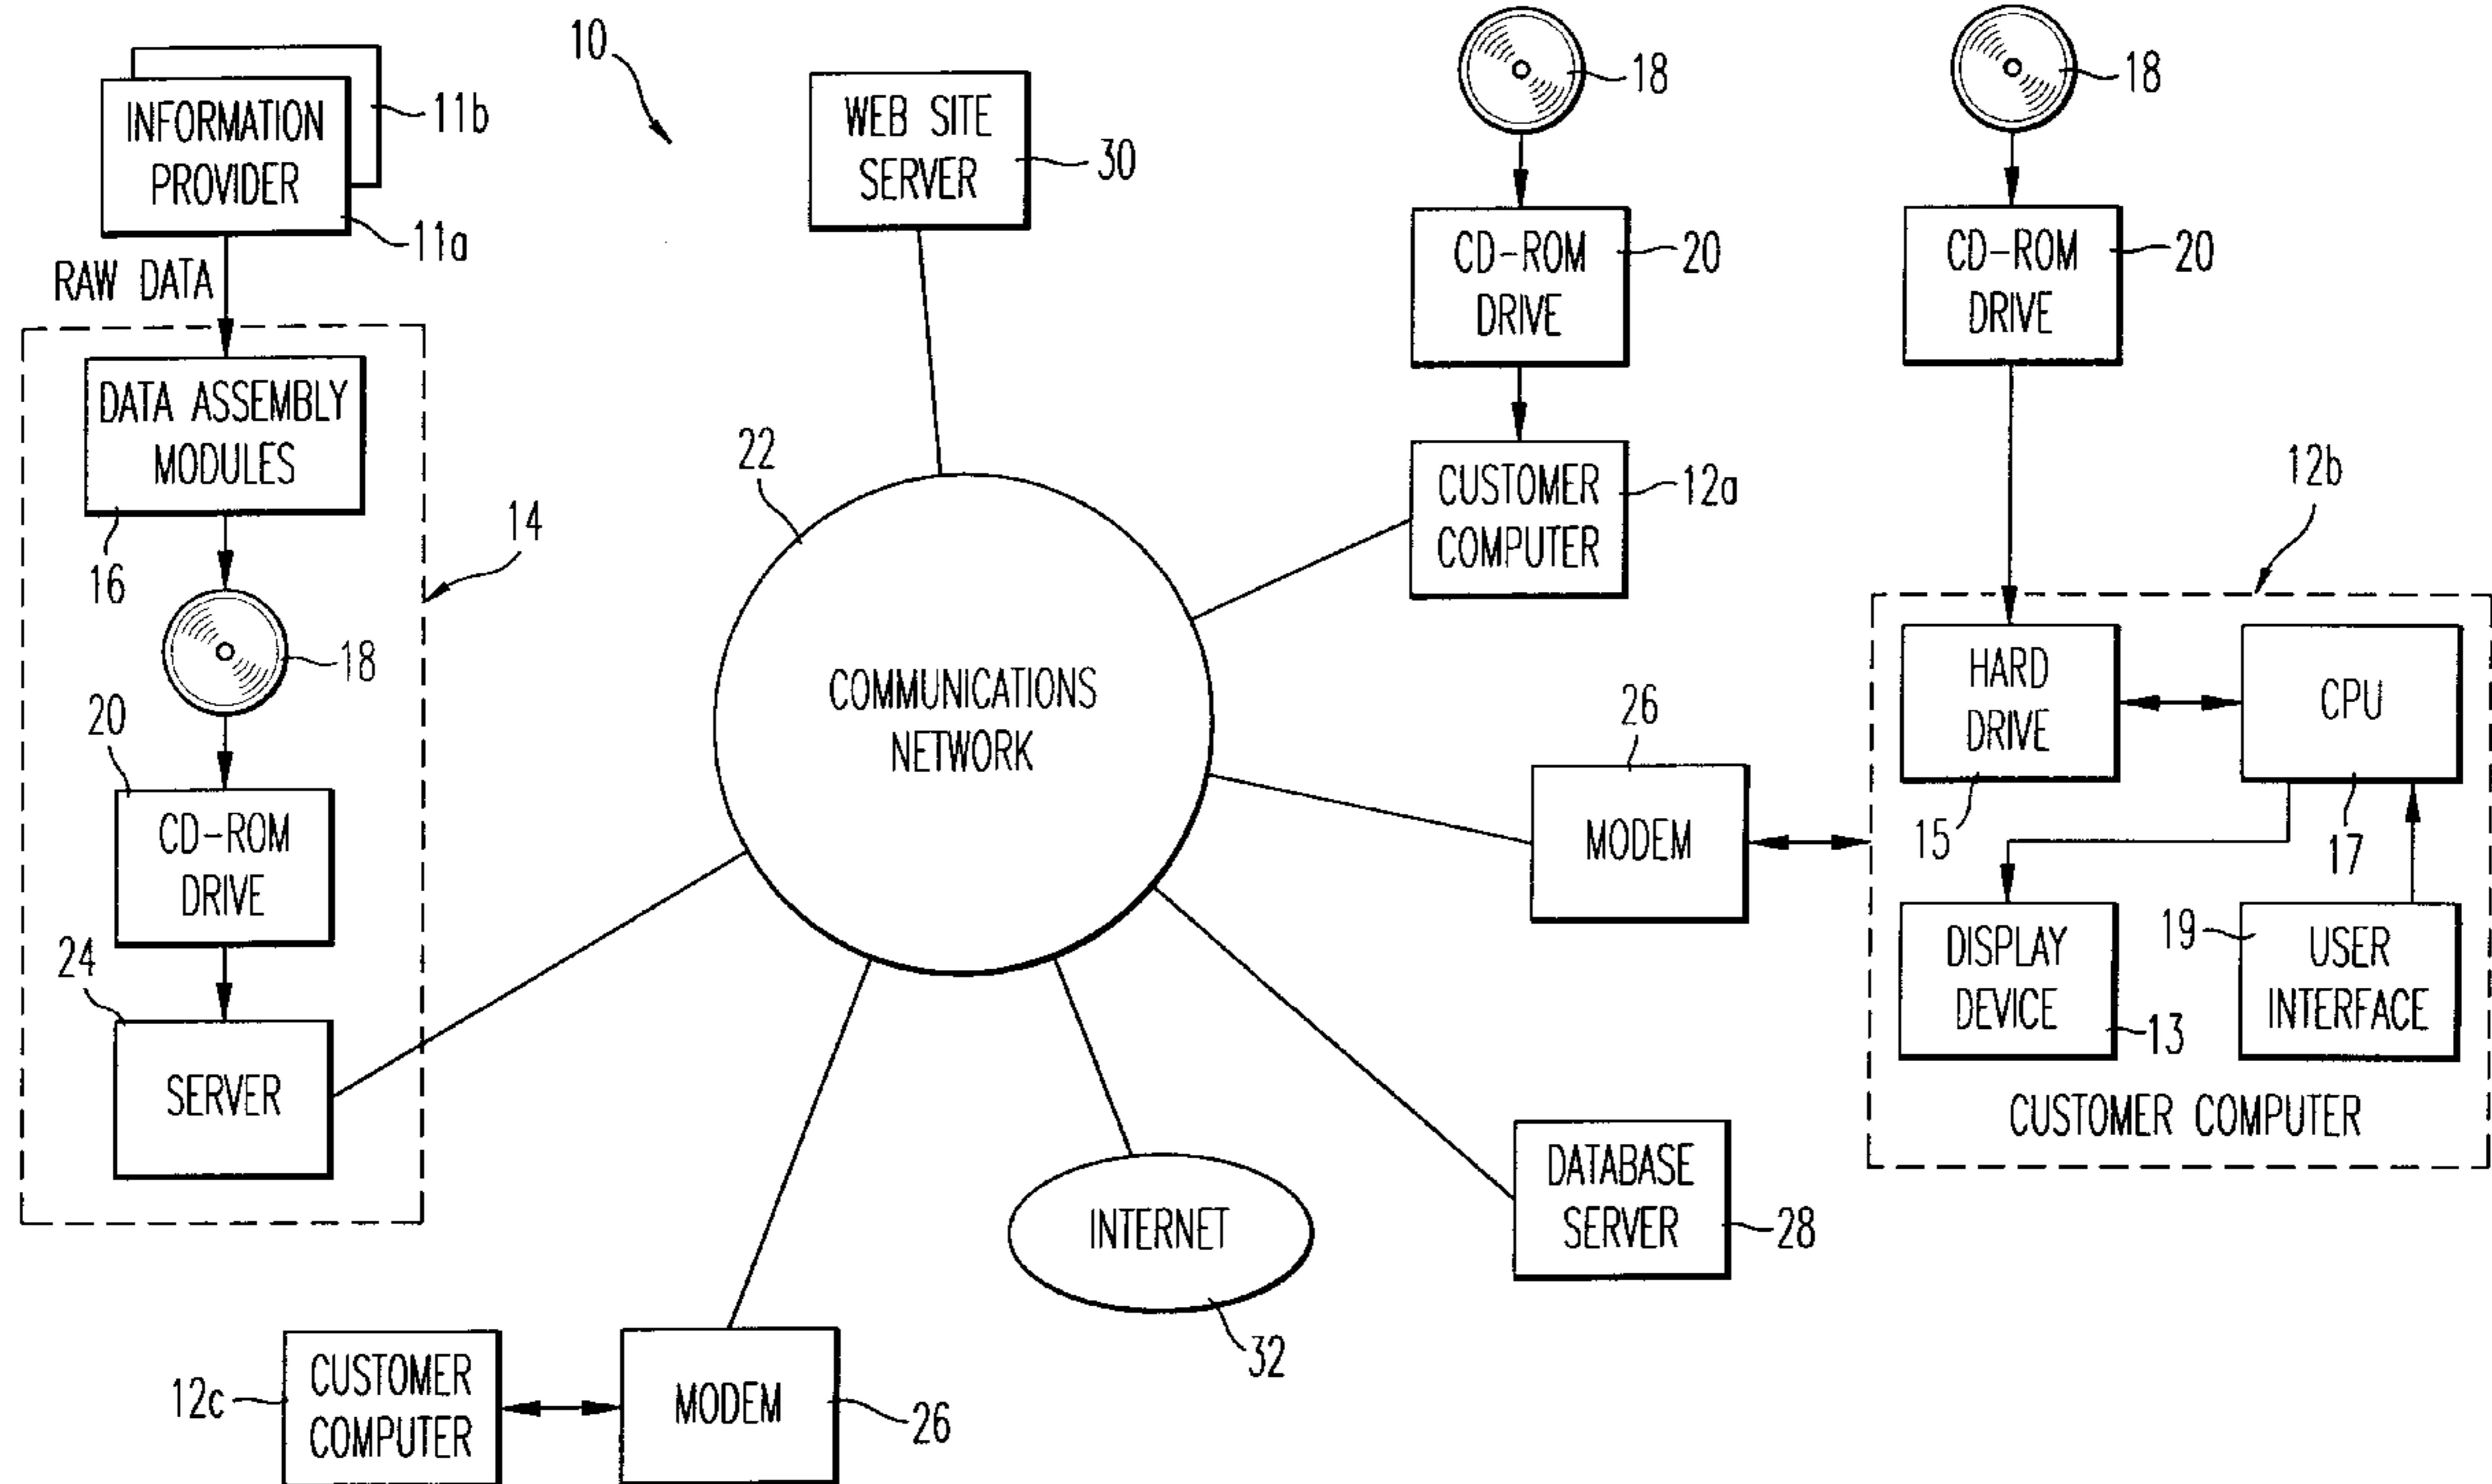 10
INFORMATION
PROVIDER
11b
11a
RAW DATA
DATA ASSEMBLY
MODULES
16
14
18
20
CD-ROM
DRIVE
24
SERVER
WEB SITE
SERVER
30
22
COMMUNICATIONS
NETWORK
18
CD-ROM
DRIVE
20
CUSTOMER
COMPUTER
12a
18
CD-ROM
DRIVE
20
12b
HARD
DRIVE
15
CPU
17
DISPLAY
DEVICE
13
19
USER
INTERFACE
CUSTOMER COMPUTER
26
MODEM
DATABASE
SERVER
28
INTERNET
32
12c
CUSTOMER
COMPUTER
MODEM
26